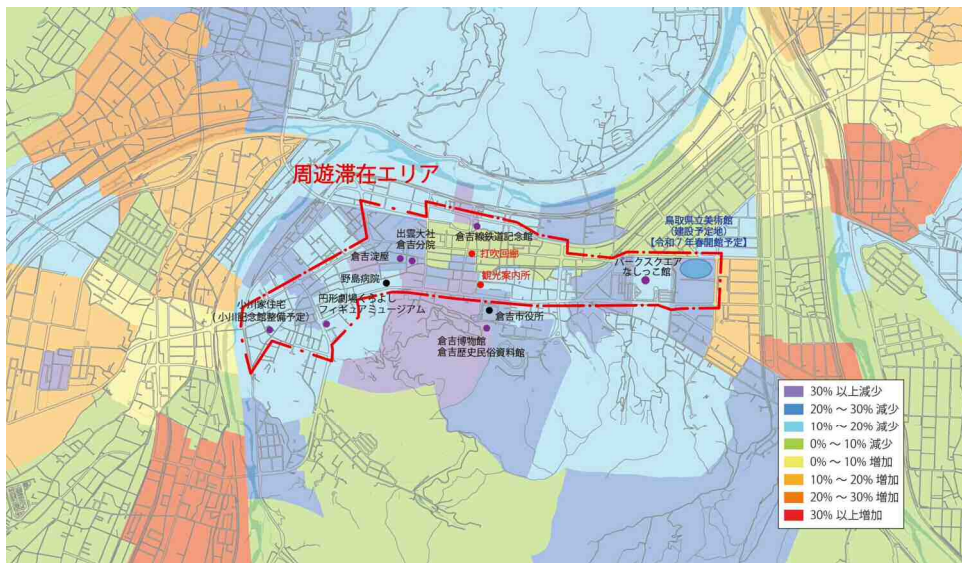 周遊滞在エリア
出雲大社
倉吉分院
倉吉淀屋
倉吉線鉄道記念館
打吹回廊
観光案内所
鳥取県立美術館
(建設予定地)
【令和7年春開館予定】
パークスクエア
なしっこ館
野島病院
円形劇場くらよし
フィギュアミュージアム
小川家住宅
(小川記念館整備予定)
倉吉市役所
倉吉博物館
倉吉歴史民俗資料館
30% 以上減少
20% ~ 30% 減少
10% ~ 20% 減少
0% ~ 10% 減少
0% ~ 10% 増加
10% ~ 20% 増加
20% ~ 30% 増加
30% 以上増加